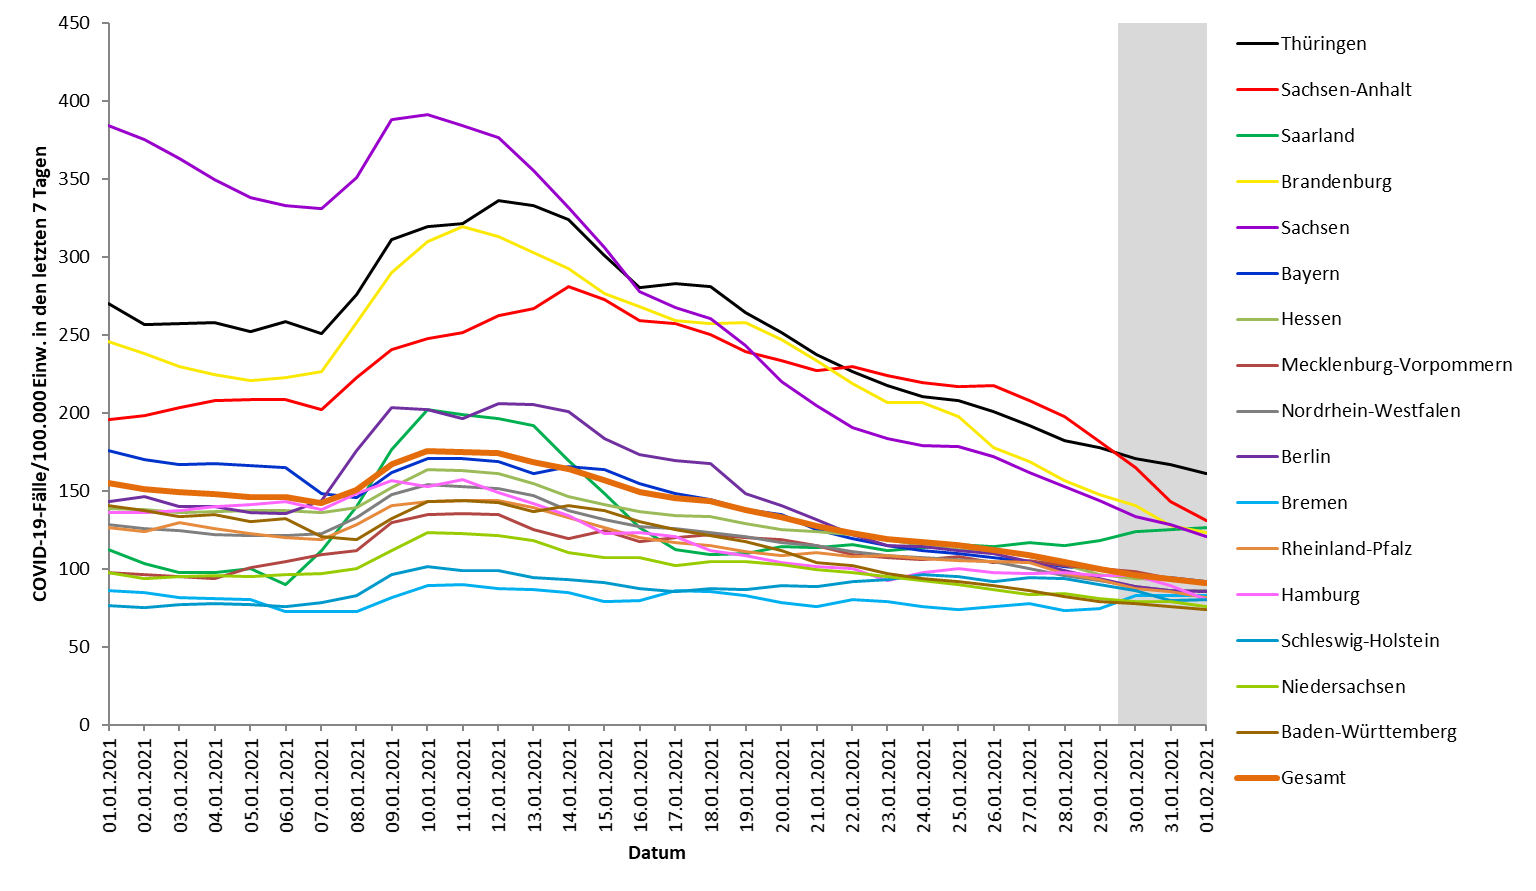 COVID-19-Fälle/100.000 Einw. in den letzten 7 Tagen
450
400
350
300
250
200
150
100
50
0
01.01.2021
02.01.2021
03.01.2021
04.01.2021
05.01.2021
06.01.2021
07.01.2021
08.01.2021
09.01.2021
10.01.2021
11.01.2021
12.01.2021
13.01.2021
14.01.2021
15.01.2021
16.01.2021
17.01.2021
18.01.2021
19.01.2021
20.01.2021
21.01.2021
22.01.2021
23.01.2021
24.01.2021
25.01.2021
26.01.2021
27.01.2021
28.01.2021
29.01.2021
30.01.2021
31.01.2021
01.02.2021
Datum
Thüringen
Sachsen-Anhalt
Saarland
Brandenburg
Sachsen
Bayern
Hessen
Mecklenburg-Vorpommern
Nordrhein-Westfalen
Berlin
Bremen
Rheinland-Pfalz
Hamburg
Schleswig-Holstein
Niedersachsen
Baden-Württemberg
Gesamt